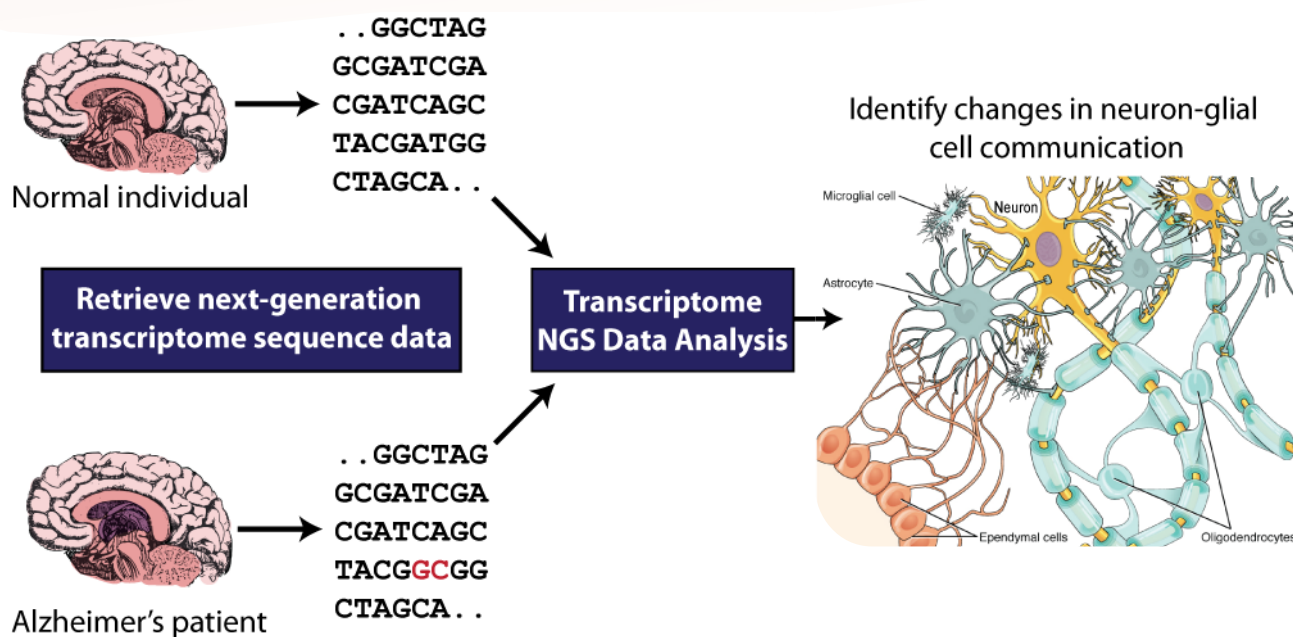 ..GGCTAG
GCGATCGA
CGATCAGC
TACGATGG
CTAGCA..
Normal individual
Identify changes in neuron-glial
cell communication
Microglial cell
Neuron
Astrocyte
Retrieve next-generation
transcriptome sequence data
Transcriptome
NGS Data Analysis
..GGCTAG
GCGATCGA
CGATCAGC
TACGGCGG
CTAGCA..
Alzheimer's patient
Ependymal cells
Oligodendrocytes